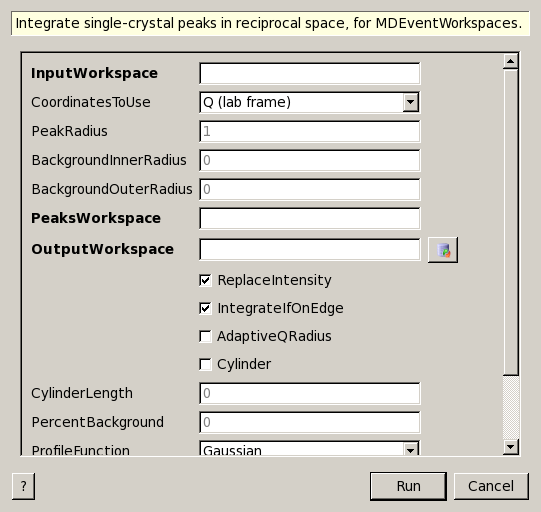 Integrate single-crystal peaks in reciprocal space, for MDEventWorkspaces.
InputWorkspace
CoordinatesToUse Q (lab frame)
PeakRadius 1
BackgroundInnerRadius 0
BackgroundOuterRadius 0
PeaksWorkspace
OutputWorkspace
ReplaceIntensity
IntegrateIfOnEdge
AdaptiveQRadius
Cylinder
CylinderLength 0
PercentBackground 0
ProfileFunction Gaussian
? Run Cancel